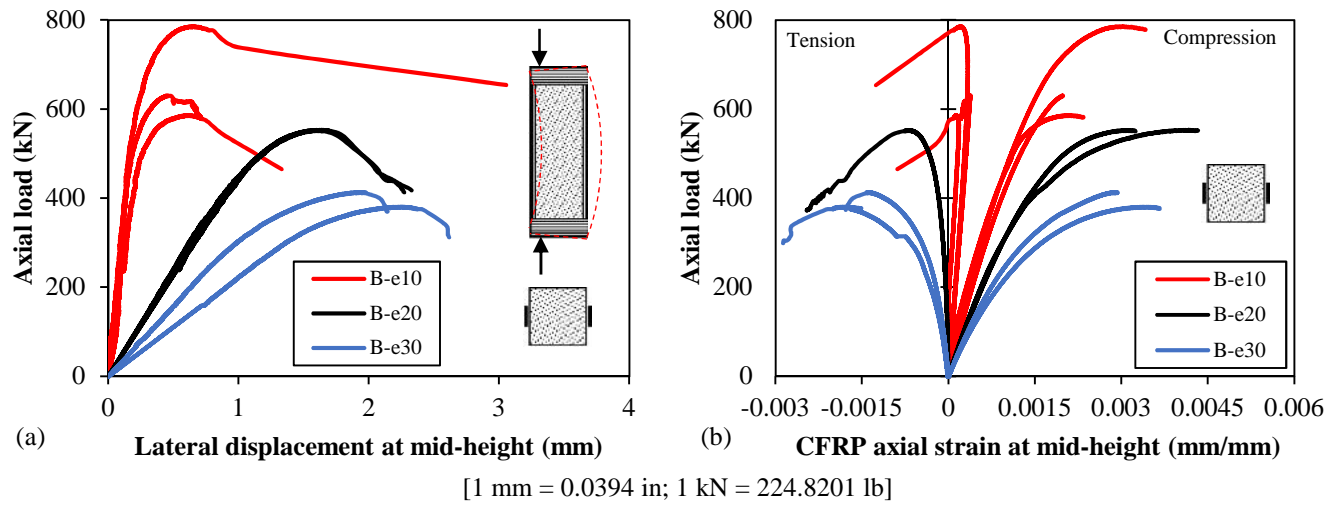 800
600
400
200
0
Axial load (kN)
B-e10
B-e20
B-e30
0 1 2 3 4
(a) Lateral displacement at mid-height (mm)
800
600
400
200
0
Axial load (kN)
Tension Compression
B-e10
B-e20
B-e30
-0.003 -0.0015 0 0.0015 0.003 0.0045 0.006
(b) CFRP axial strain at mid-height (mm/mm)
[1 mm = 0.0394 in; 1 kN = 224.8201 lb]